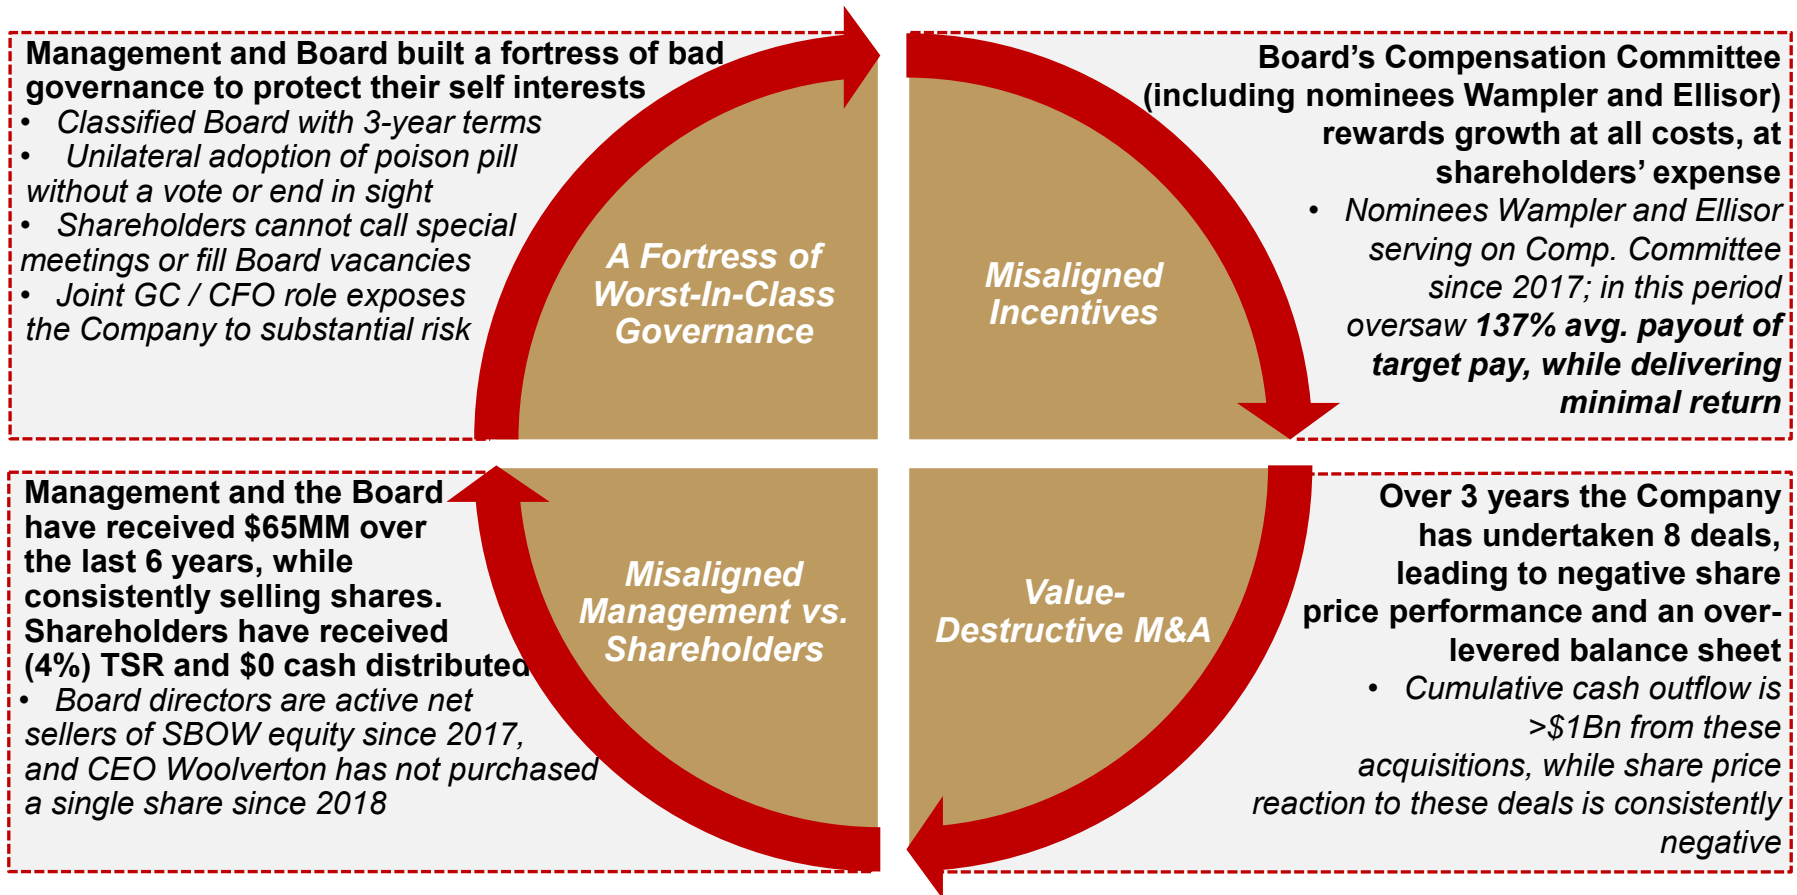 Management and Board built a fortress of bad
governance to protect their self interests
• Classified Board with 3-year terms
• Unilateral adoption of poison pill
without a vote or end in sight
• Shareholders cannot call special
meetings or fill Board vacancies
• Joint GC / CFO role exposes
the Company to substantial risk
A Fortress of
Worst-In-Class
Governance
Misaligned
Incentives
Board’s Compensation Committee
(including nominees Wampler and Ellisor)
rewards growth at all costs, at
shareholders’ expense
• Nominees Wampler and Ellisor
serving on Comp. Committee
since 2017; in this period
oversaw 137% avg. payout of
target pay, while delivering
minimal return
Management and the Board
have received $65MM over
the last 6 years, while
consistently selling shares.
Shareholders have received
(4%) TSR and $0 cash distributed
• Board directors are active net
sellers of SBOW equity since 2017,
and CEO Woolverton has not purchased
a single share since 2018
Misaligned
Management vs.
Shareholders
Value-
Destructive M&A
Over 3 years the Company
has undertaken 8 deals,
leading to negative share
price performance and an over-
levered balance sheet
• Cumulative cash outflow is
>$1Bn from these
acquisitions, while share price
reaction to these deals is consistently
negative